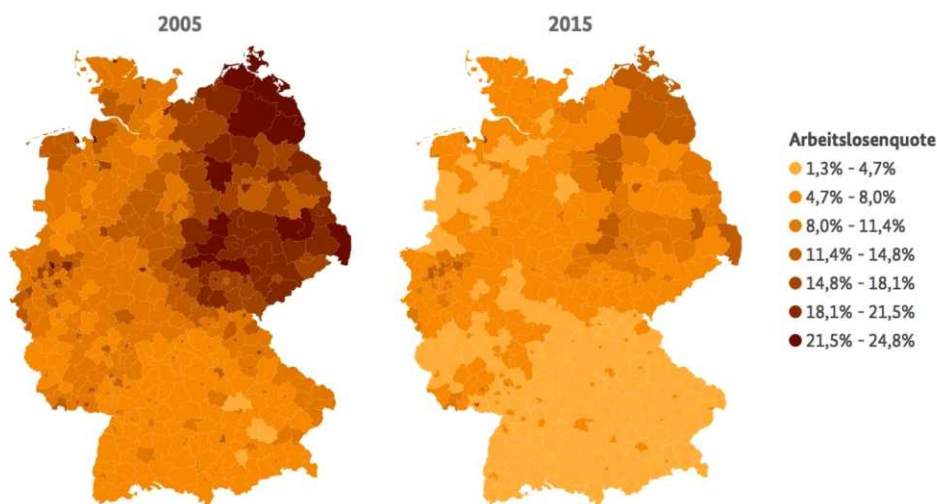 2005
2015
Arbeitslosenquote
1,3% - 4,7%
4,7% - 8,0%
8,0% - 11,4%
11,4% - 14,8%
14,8% - 18,1%
18,1% - 21,5%
21,5% - 24,8%